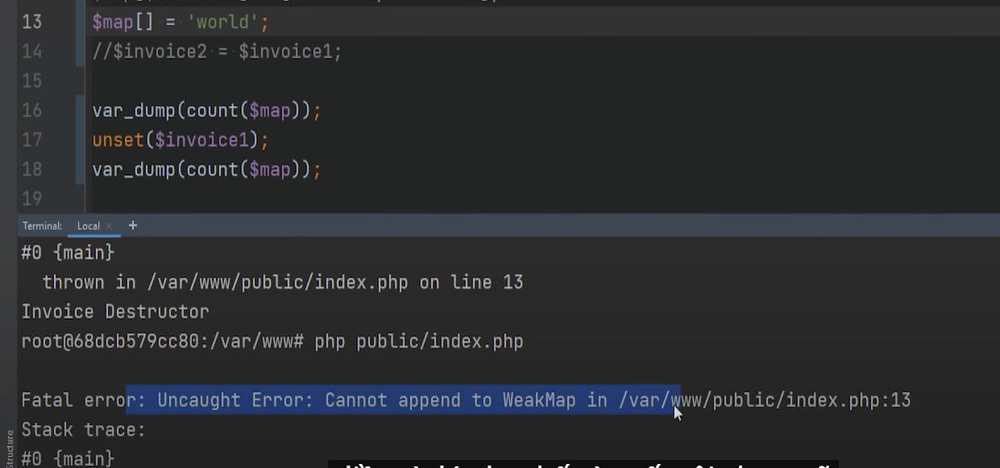 13 $map[] = 'world';
14 //$invoice2 = $invoice1;
15
16 var_dump(count($map));
17 unset($invoice1);
18 var_dump(count($map));
19
Terminal: Local × +
#0 {main}
thrown in /var/www/public/index.php on line 13
Invoice Destructor
root@68dcb579cc80:/var/www# php public/index.php
Fatal error: Uncaught Error: Cannot append to WeakMap in /var/www/public/index.php:13
Stack trace:
#0 {main}
Structure